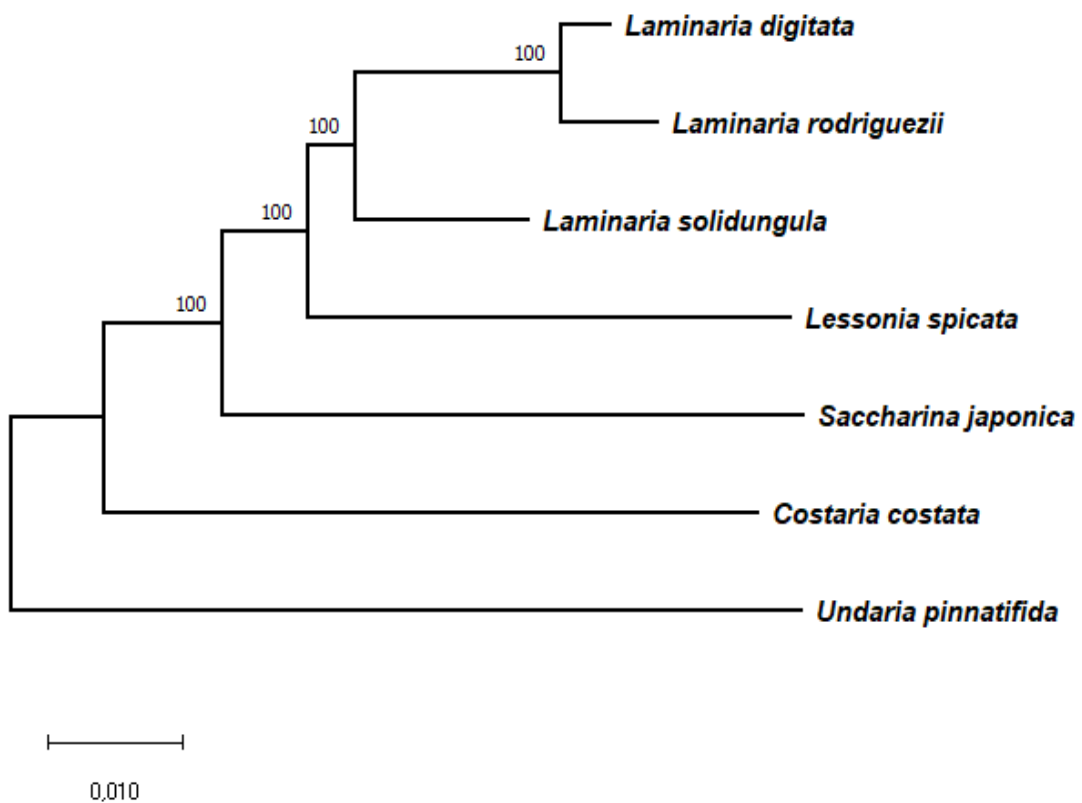 Laminaria digitata
100
Laminaria rodriguezii
100
Laminaria solidungula
100
Lessonia spicata
100
Saccharina japonica
Costaria costata
Undaria pinnatifida
0,010